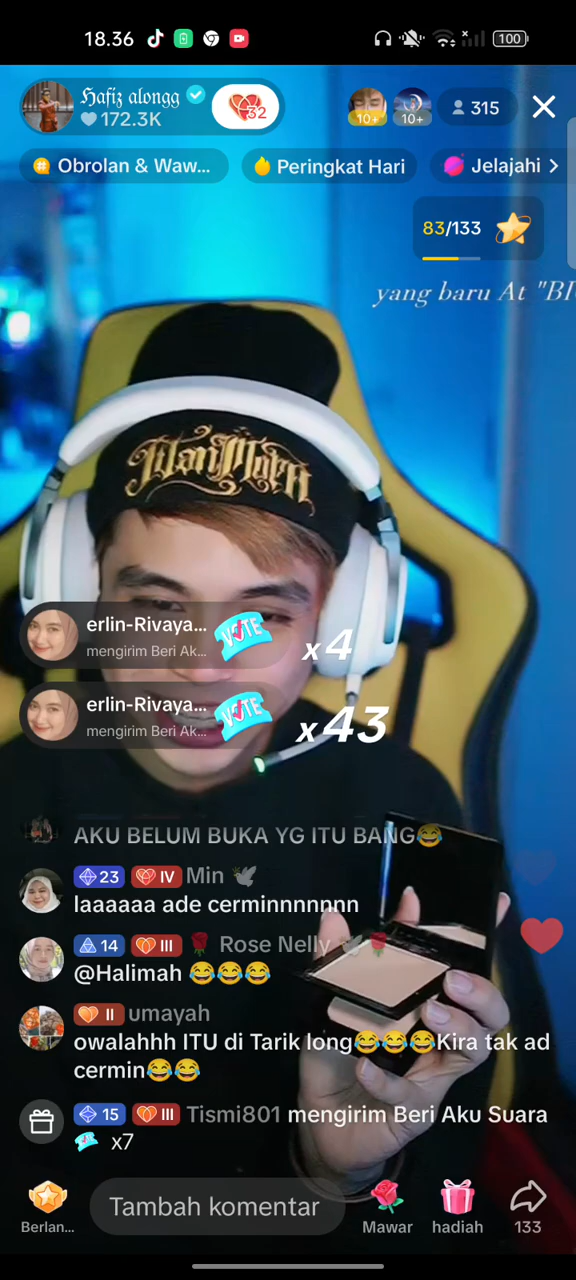 18.36
100
Hafiz alongg
172.3K
32
10+
10+
315
Obrolan & Waw...
Peringkat Hari
Jelajahi >
83/133
yang baru At "BI
erlin-Rivaya...
mengirim Beri Ak...
VOTE
x4
erlin-Rivaya...
mengirim Beri Ak...
VOTE
x43
AKU BELUM BUKA YG ITU BANG😂
23 IV Min 🕊
laaaaaa ade cerminnnnnnn
14 III 🌹 Rose Nelly 🕊🌹
@Halimah 😂😂😂
II umayah
owalahhh ITU di Tarik long😂😂😂Kira tak ad
cermin😂😂
15 III Tismi801 mengirim Beri Aku Suara
x7
Berlan...
Tambah komentar
Mawar
hadiah
133